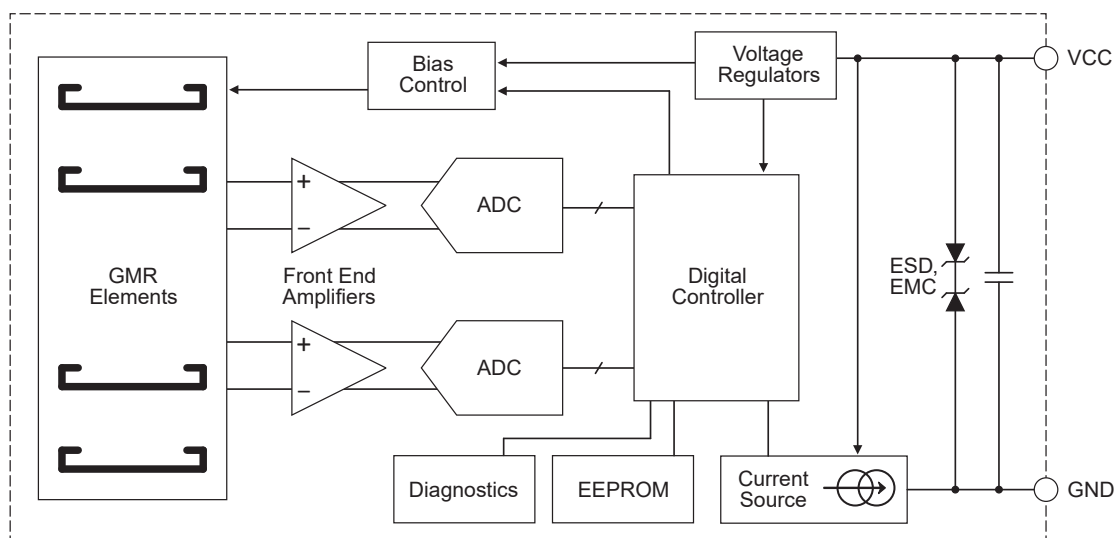 Bias
Control
Voltage
Regulators
VCC
+
−
ADC
GMR
Elements
Front End
Amplifiers
Digital
Controller
ESD,
EMC
+
−
ADC
Diagnostics
EEPROM
Current
Source
GND